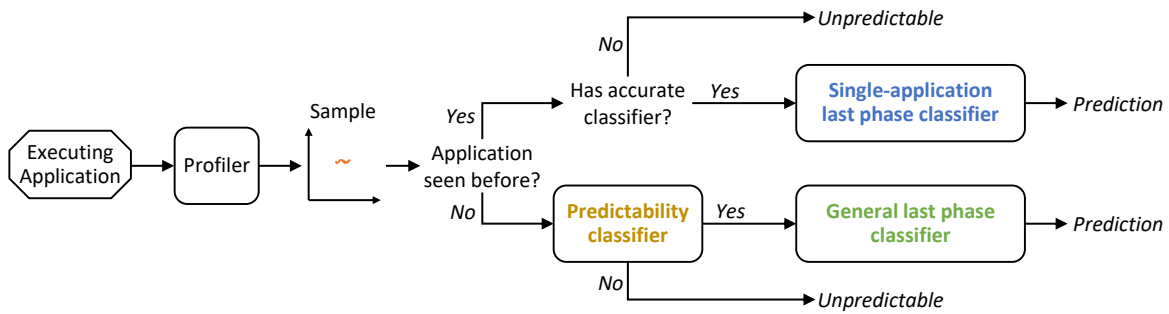 Executing
Application
Profiler
Sample
Application
seen before?
Yes
No
Has accurate
classifier?
No
Unpredictable
Yes
Single-application
last phase classifier
Prediction
Predictability
classifier
Yes
General last phase
classifier
Prediction
No
Unpredictable